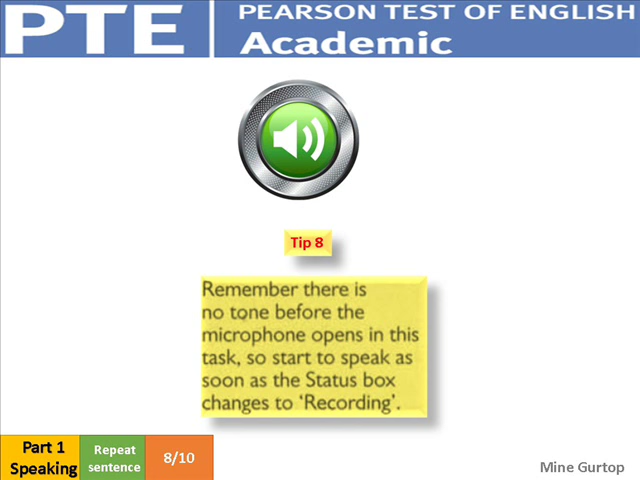 PTE
PEARSON TEST OF ENGLISH
Academic
Tip 8
Remember there is
no tone before the
microphone opens in this
task, so start to speak as
soon as the Status box
changes to ‘Recording’.
Part 1
Speaking
Repeat
sentence
8/10
Mine Gurtop